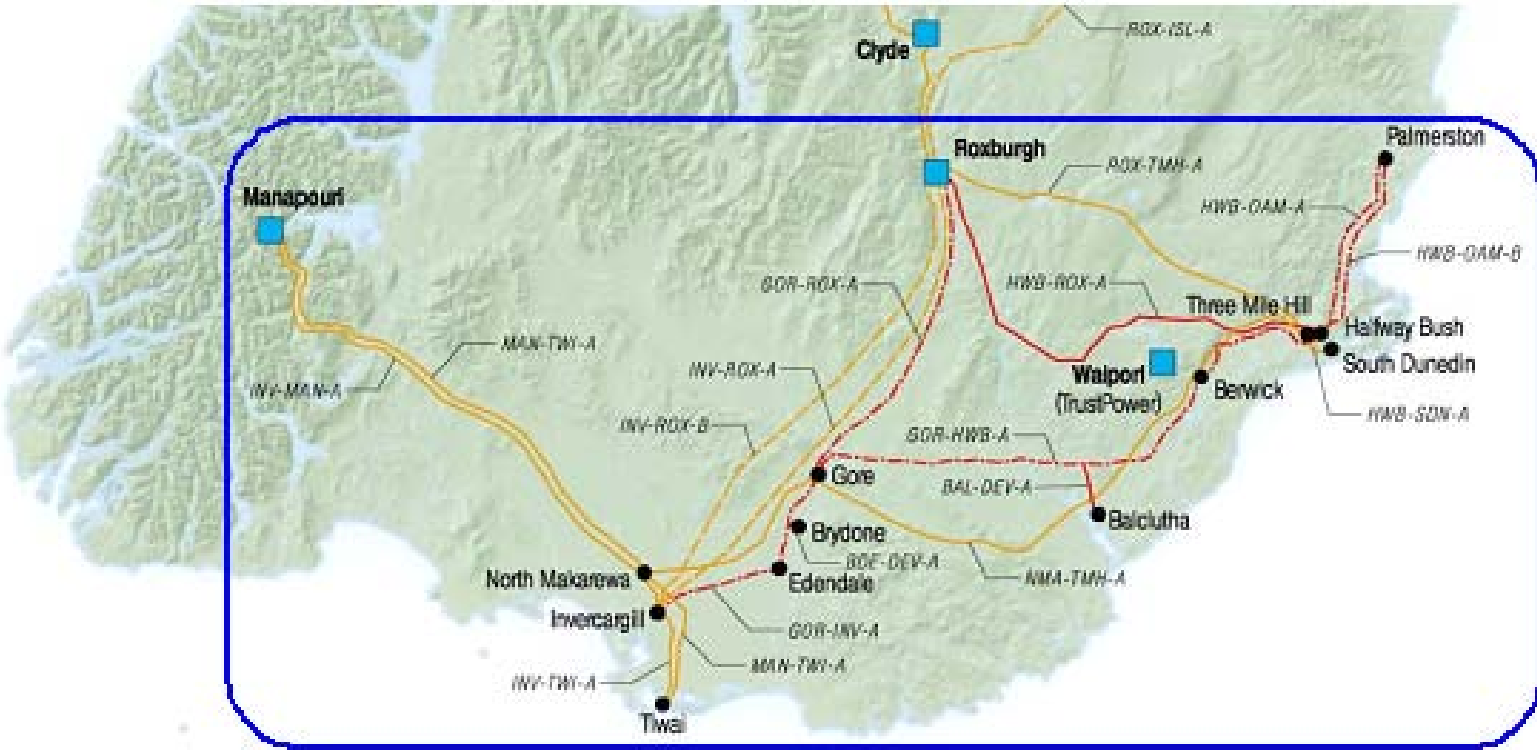 ROX-ISL-A
Clyde
Palmerston
Roxburgh
ROX-TMH-A
Manapouri
HWB-OAM-A
HWB-OAM-B
GOR-ROX-A
HWB-ROX-A
Three Mile Hill
Halfway Bush
MAN-TWI-A
South Dunedin
INV-ROX-A
Waipori
(TrustPower)
INV-MAN-A
Berwick
HWB-SDN-A
INV-ROX-B
GOR-HWB-A
Gore
BAL-DEV-A
Balclutha
Brydone
BDE-DEV-A
North Makarewa
Edendale
NMA-TMH-A
Invercargill
GOR-INV-A
MAN-TWI-A
INV-TWI-A
Tiwai